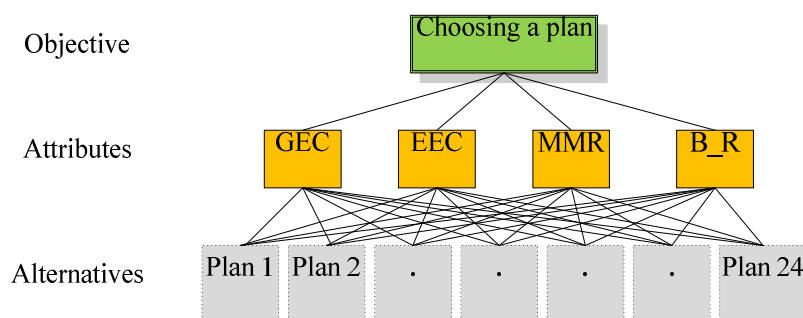 Objective
Choosing a plan
Attributes
GEC
EEC
MMR
B_R
Alternatives
Plan 1
Plan 2
.
.
.
.
Plan 24